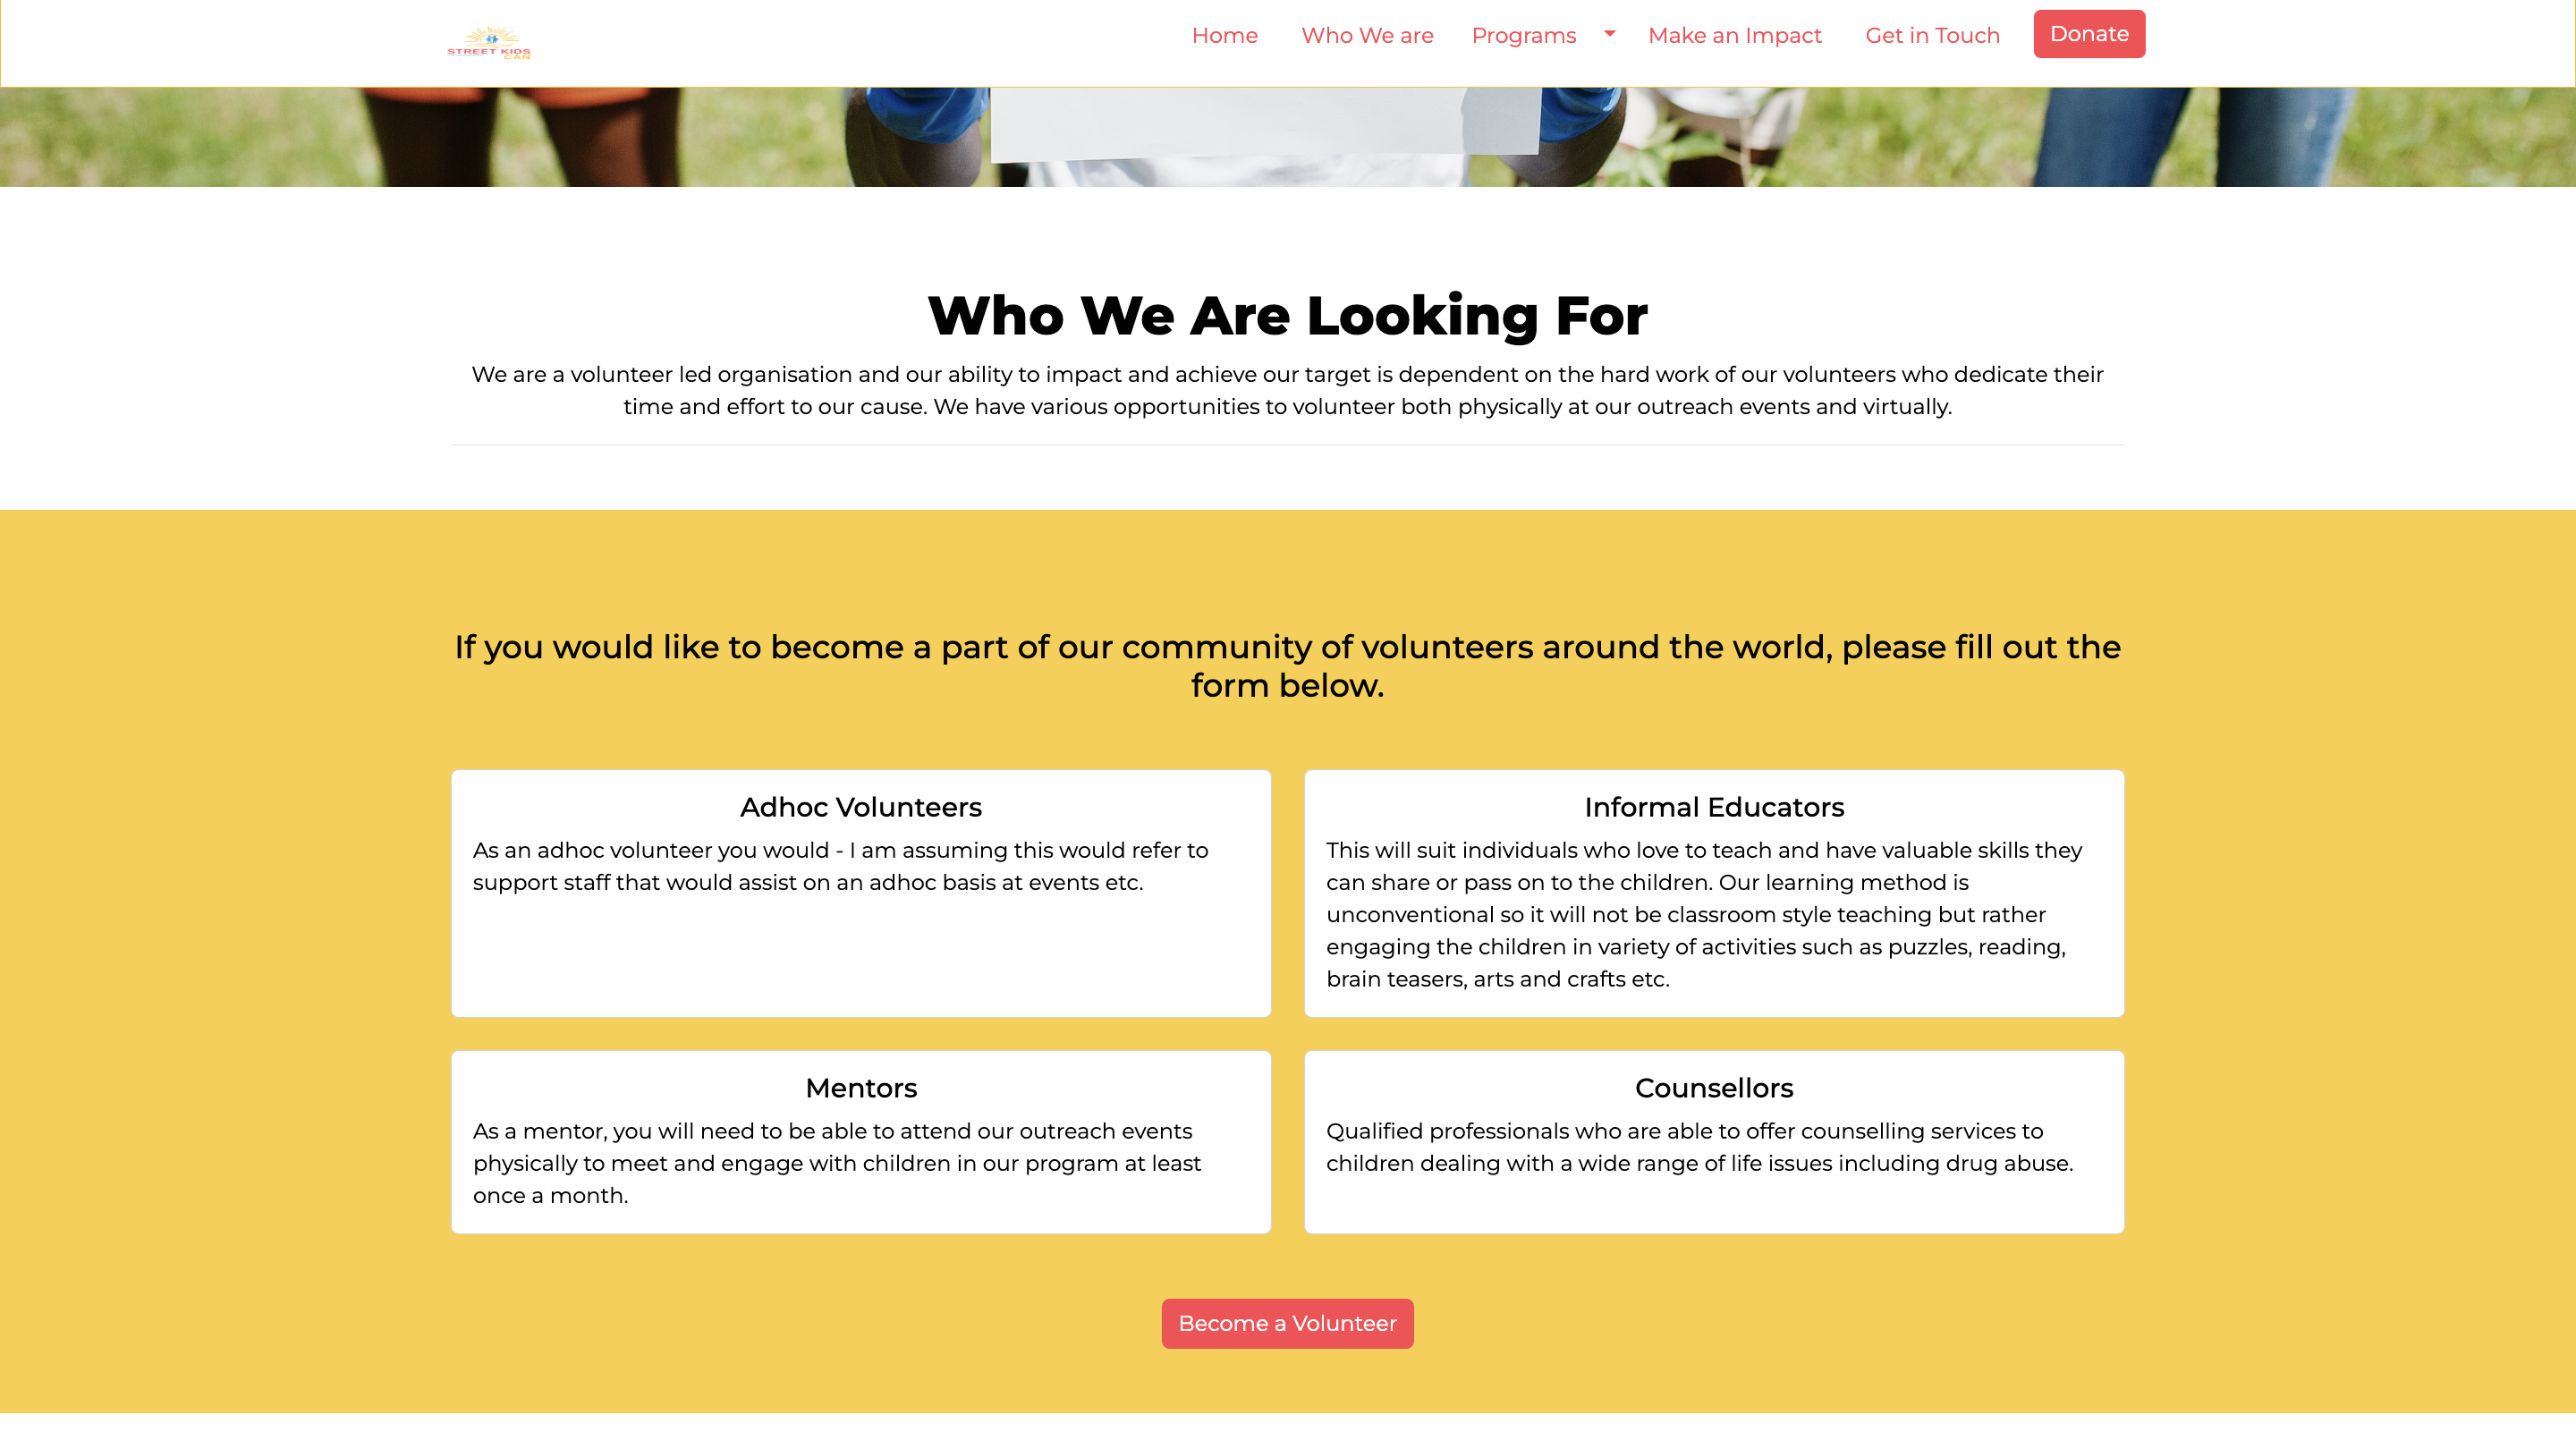 STREET KIDS
CAN
Home Who We are Programs Make an Impact Get in Touch Donate
Who We Are Looking For
We are a volunteer led organisation and our ability to impact and achieve our target is dependent on the hard work of our volunteers who dedicate their
time and effort to our cause. We have various opportunities to volunteer both physically at our outreach events and virtually.
If you would like to become a part of our community of volunteers around the world, please fill out the
form below.
Adhoc Volunteers
As an adhoc volunteer you would - I am assuming this would refer to
support staff that would assist on an adhoc basis at events etc.
Informal Educators
This will suit individuals who love to teach and have valuable skills they
can share or pass on to the children. Our learning method is
unconventional so it will not be classroom style teaching but rather
engaging the children in variety of activities such as puzzles, reading,
brain teasers, arts and crafts etc.
Mentors
As a mentor, you will need to be able to attend our outreach events
physically to meet and engage with children in our program at least
once a month.
Counsellors
Qualified professionals who are able to offer counselling services to
children dealing with a wide range of life issues including drug abuse.
Become a Volunteer